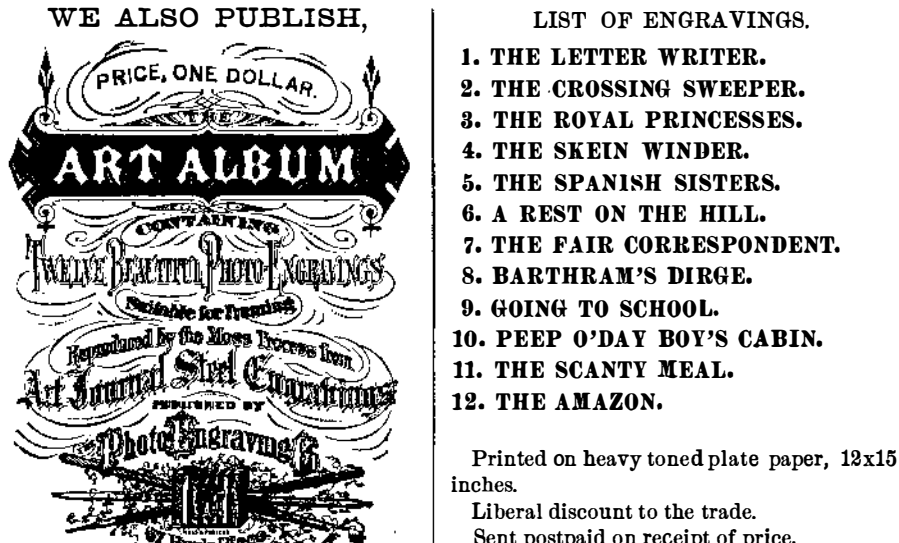 WE ALSO PUBLISH,
PRICE, ONE DOLLAR.
THE
ART ALBUM
CONTAINING
TWELVE BEAUTIFUL PHOTO-ENGRAVINGS
Suitable for Framing
Reproduced by the Moss Process from
Art Journal Steel Engravings
PUBLISHED BY
Photo Engraving Co
67
LIST OF ENGRAVINGS.
1. THE LETTER WRITER.
2. THE CROSSING SWEEPER.
3. THE ROYAL PRINCESSES.
4. THE SKEIN WINDER.
5. THE SPANISH SISTERS.
6. A REST ON THE HILL.
7. THE FAIR CORRESPONDENT.
8. BARTHRAM'S DIRGE.
9. GOING TO SCHOOL.
10. PEEP O'DAY BOY'S CABIN.
11. THE SCANTY MEAL.
12. THE AMAZON.
Printed on heavy toned plate paper, 12x15
inches.
Liberal discount to the trade.
Sent postpaid on receipt of price.